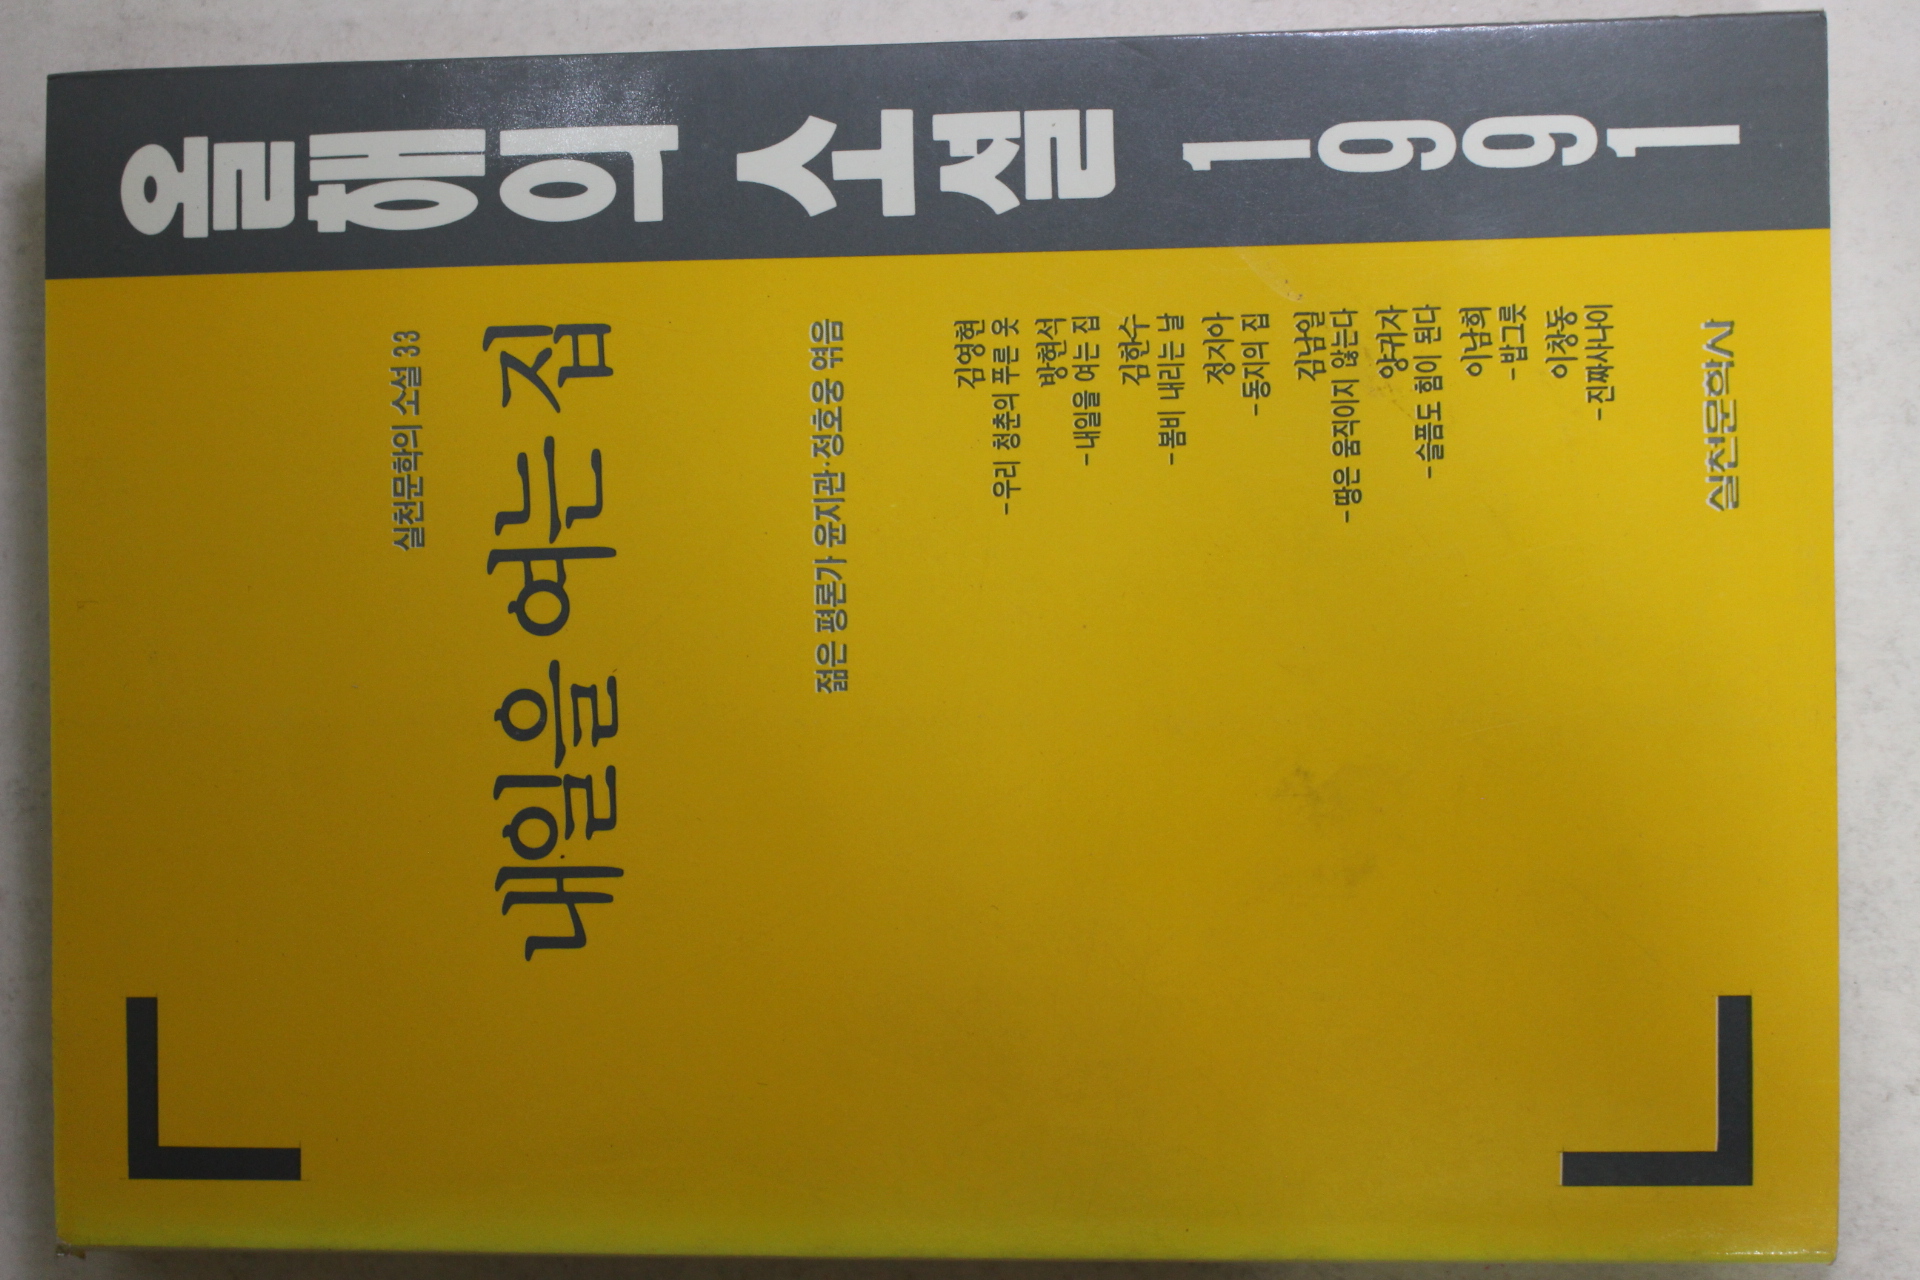 올해의 소설 1991
실천문학의 소설 33
내일을 여는 집
젊은 평론가 윤지관·정호웅 엮음
김영현
-우리 청춘의 푸른 옷
방현석
-내일을 여는 집
김한수
-봄비 내리는 날
정지아
-동지의 집
김남일
-땅은 움직이지 않는다
양귀자
-슬픔도 힘이 된다
이남희
-밥그릇
이창동
-진짜사나이
실천문학사